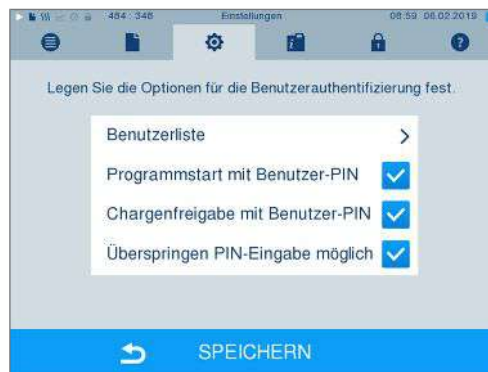 484 : 346 Einstellungen 08:59 06.02.2019
Legen Sie die Optionen für die Benutzerauthentifizierung fest.
Benutzerliste
Programmstart mit Benutzer-PIN
Chargenfreigabe mit Benutzer-PIN
Überspringen PIN-Eingabe möglich
SPEICHERN